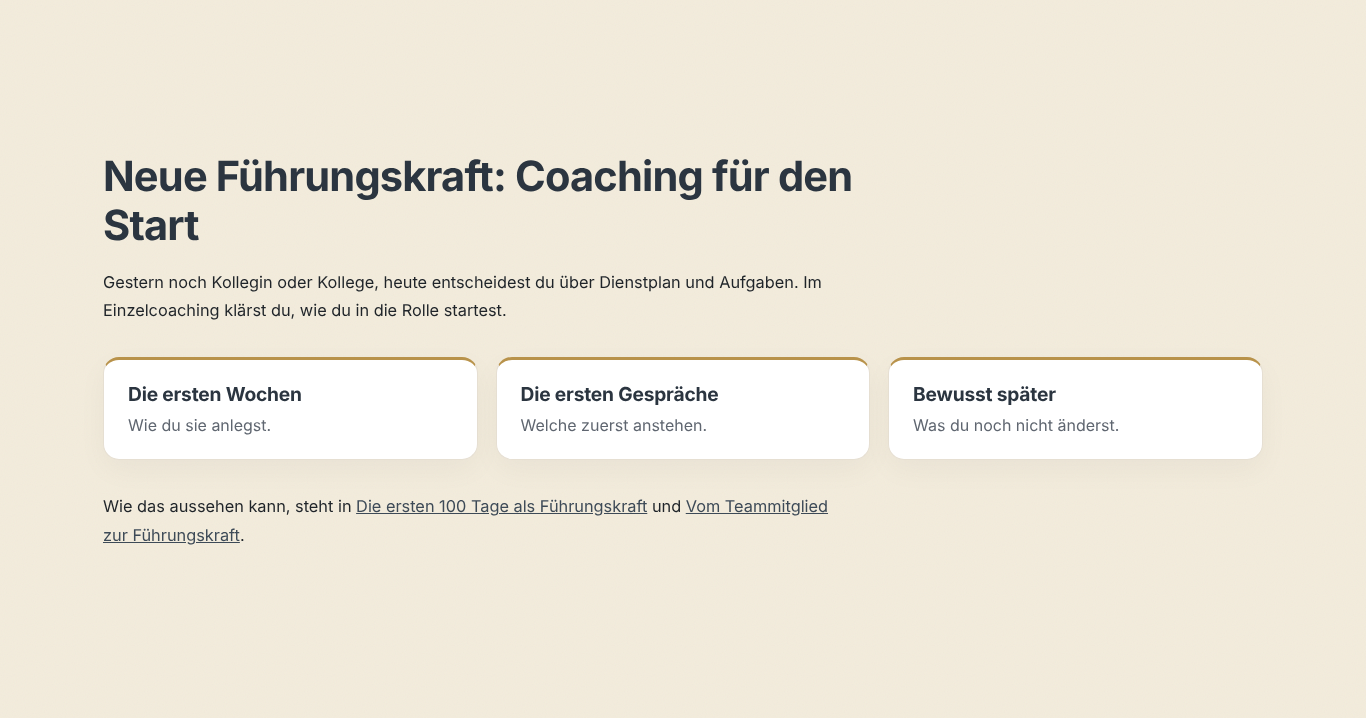 Neue Führungskraft: Coaching für den
Start
Gestern noch Kollegin oder Kollege, heute entscheidest du über Dienstplan und Aufgaben. Im
Einzelcoaching klärst du, wie du in die Rolle startest.
Die ersten Wochen
Wie du sie anlegst.
Die ersten Gespräche
Welche zuerst anstehen.
Bewusst später
Was du noch nicht änderst.
Wie das aussehen kann, steht in Die ersten 100 Tage als Führungskraft und Vom Teammitglied
zur Führungskraft.